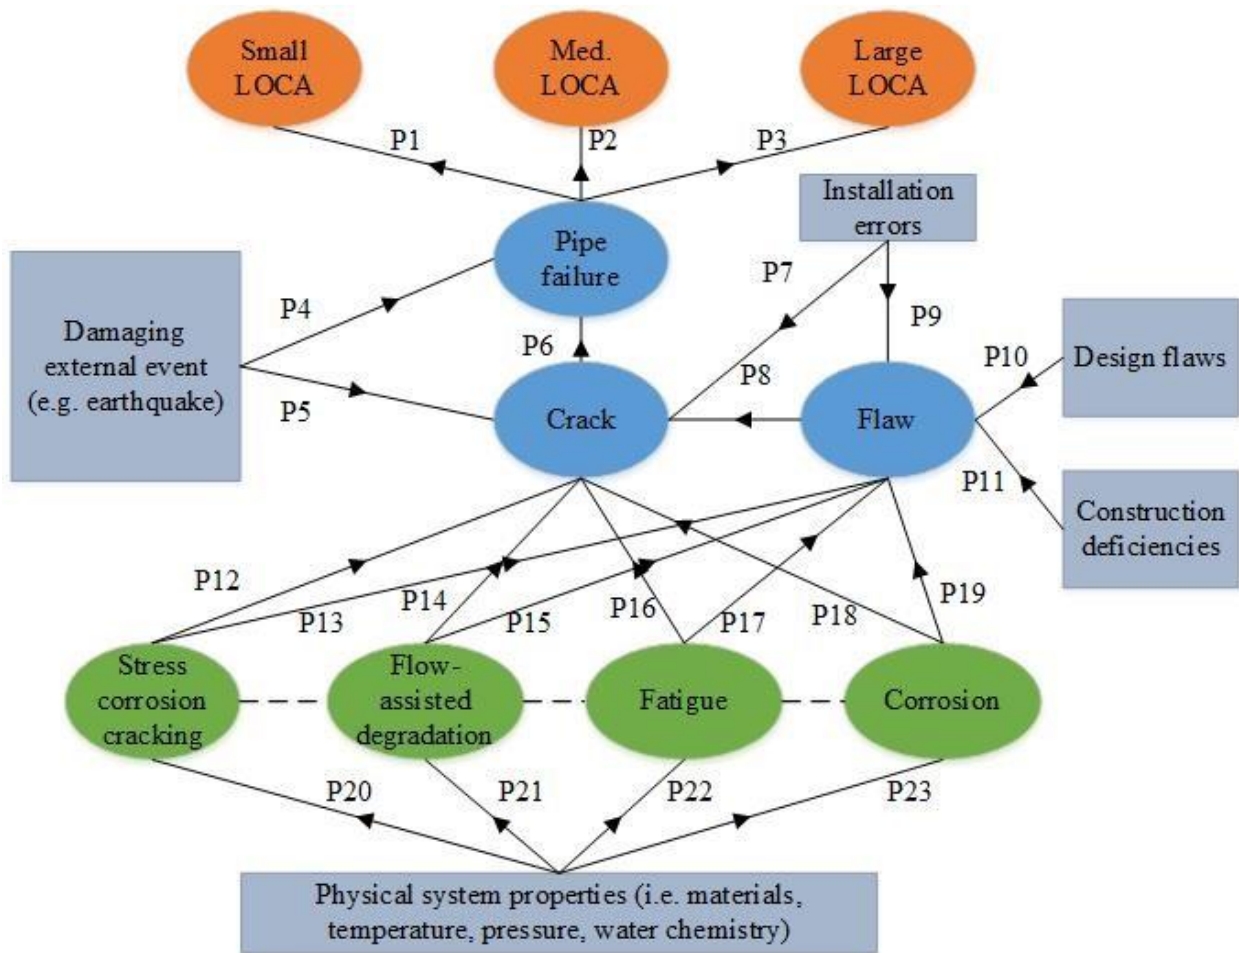 Small
LOCA
Med.
LOCA
Large
LOCA
P1
P2
P3
Installation
errors
Pipe
failure
P7
P4
P9
Damaging
external event
(e.g. earthquake)
P6
P8
P10
Design flaws
P5
Crack
Flaw
P11
Construction
deficiencies
P12
P13
P14
P15
P16
P17
P18
P19
Stress
corrosion
cracking
Flow-
assisted
degradation
Fatigue
Corrosion
P20
P21
P22
P23
Physical system properties (i.e. materials,
temperature, pressure, water chemistry)